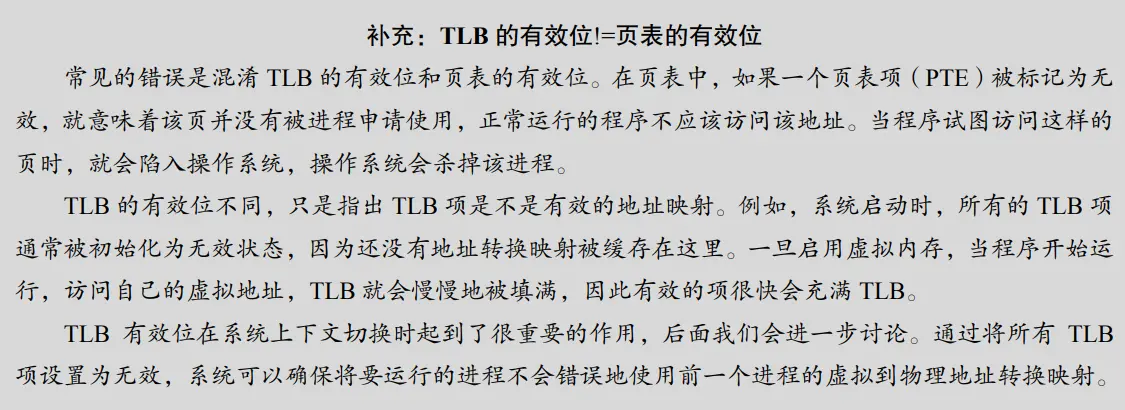 补充：TLB 的有效位!=页表的有效位
常见的错误是混淆 TLB 的有效位和页表的有效位。在页表中，如果一个页表项（PTE）被标记为无
效，就意味着该页并没有被进程申请使用，正常运行的程序不应该访问该地址。当程序试图访问这样的
页时，就会陷入操作系统，操作系统会杀掉该进程。
TLB 的有效位不同，只是指出 TLB 项是不是有效的地址映射。例如，系统启动时，所有的 TLB 项
通常被初始化为无效状态，因为还没有地址转换映射被缓存在这里。一旦启用虚拟内存，当程序开始运
行，访问自己的虚拟地址，TLB 就会慢慢地被填满，因此有效的项很快会充满 TLB。
TLB 有效位在系统上下文切换时起到了很重要的作用，后面我们会进一步讨论。通过将所有 TLB
项设置为无效，系统可以确保将要运行的进程不会错误地使用前一个进程的虚拟到物理地址转换映射。